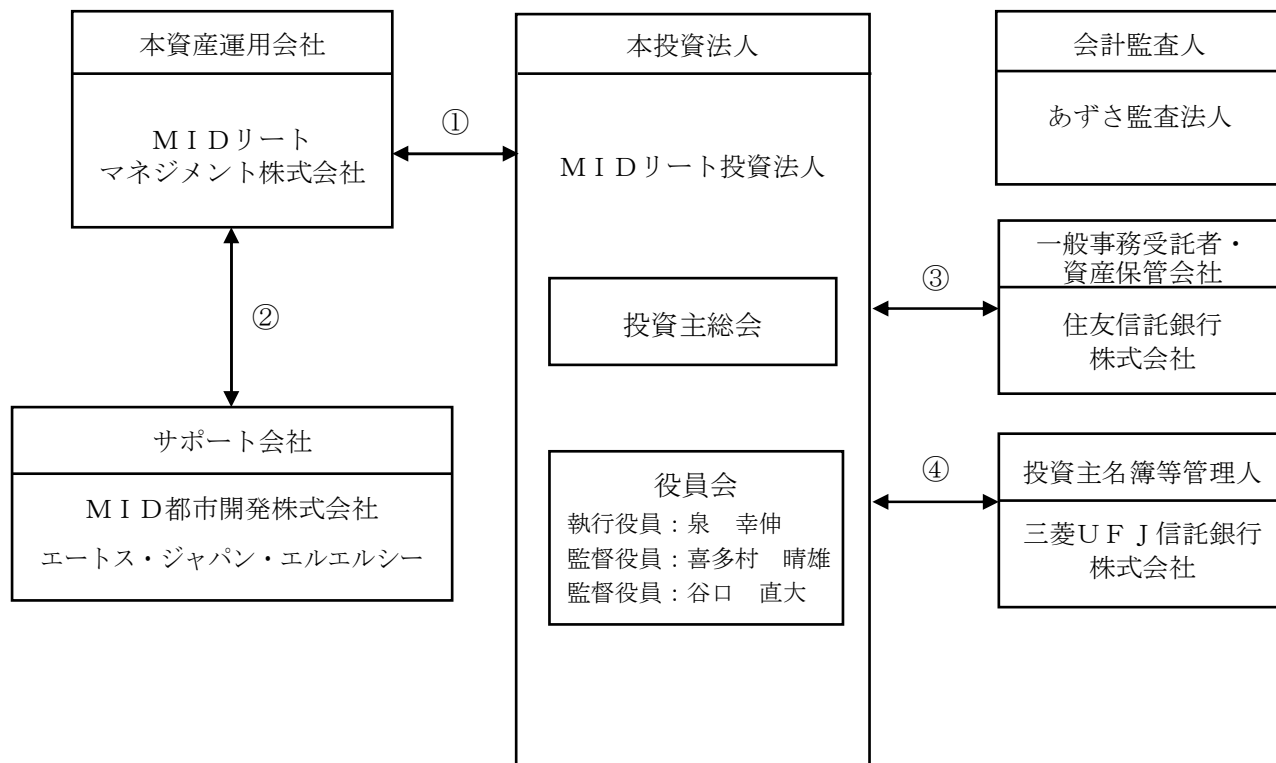 本資産運用会社
MIDリート
マネジメント株式会社
①
②
サポート会社
MID都市開発株式会社
エートス・ジャパン・エルエルシー
本投資法人
MIDリート投資法人
投資主総会
役員会
執行役員:泉 幸伸
監督役員:喜多村 晴雄
監督役員:谷口 直大
会計監査人
あずさ監査法人
③
一般事務受託者・
資産保管会社
住友信託銀行
株式会社
④
投資主名簿等管理人
三菱UFJ信託銀行
株式会社